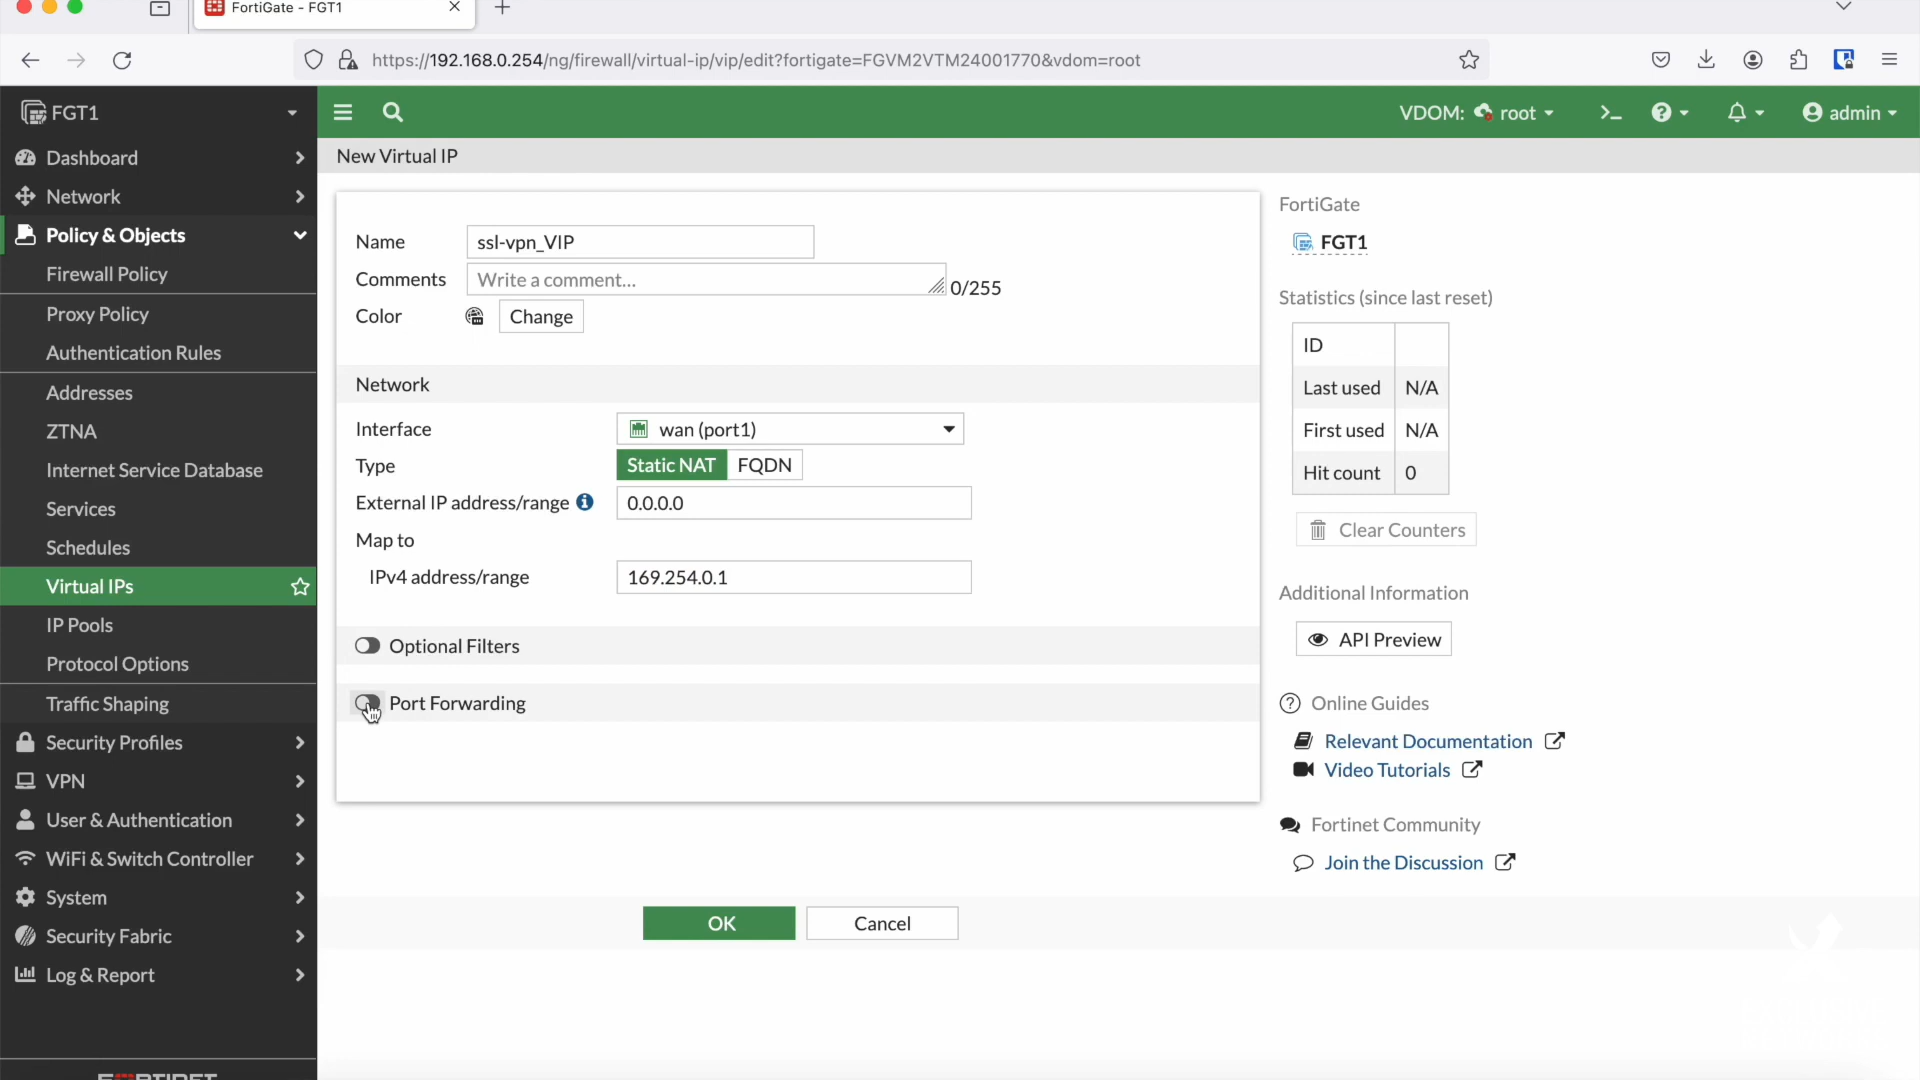 FortiGate - FGT1
https://192.168.0.254/ng/firewall/virtual-ip/vip/edit?fortigate=FGVM2VTM24001770&vdom=root
FGT1
VDOM: root
admin
Dashboard
Network
Policy & Objects
Firewall Policy
Proxy Policy
Authentication Rules
Addresses
ZTNA
Internet Service Database
Services
Schedules
Virtual IPs
IP Pools
Protocol Options
Traffic Shaping
Security Profiles
VPN
User & Authentication
WiFi & Switch Controller
System
Security Fabric
Log & Report
FORTINET
New Virtual IP
Name ssl-vpn_VIP
Comments Write a comment... 0/255
Color Change
Network
Interface wan (port1)
Type Static NAT FQDN
External IP address/range 0.0.0.0
Map to
IPv4 address/range 169.254.0.1
Optional Filters
Port Forwarding
OK Cancel
FortiGate
FGT1
Statistics (since last reset)
ID
Last used N/A
First used N/A
Hit count 0
Clear Counters
Additional Information
API Preview
Online Guides
Relevant Documentation
Video Tutorials
Fortinet Community
Join the Discussion